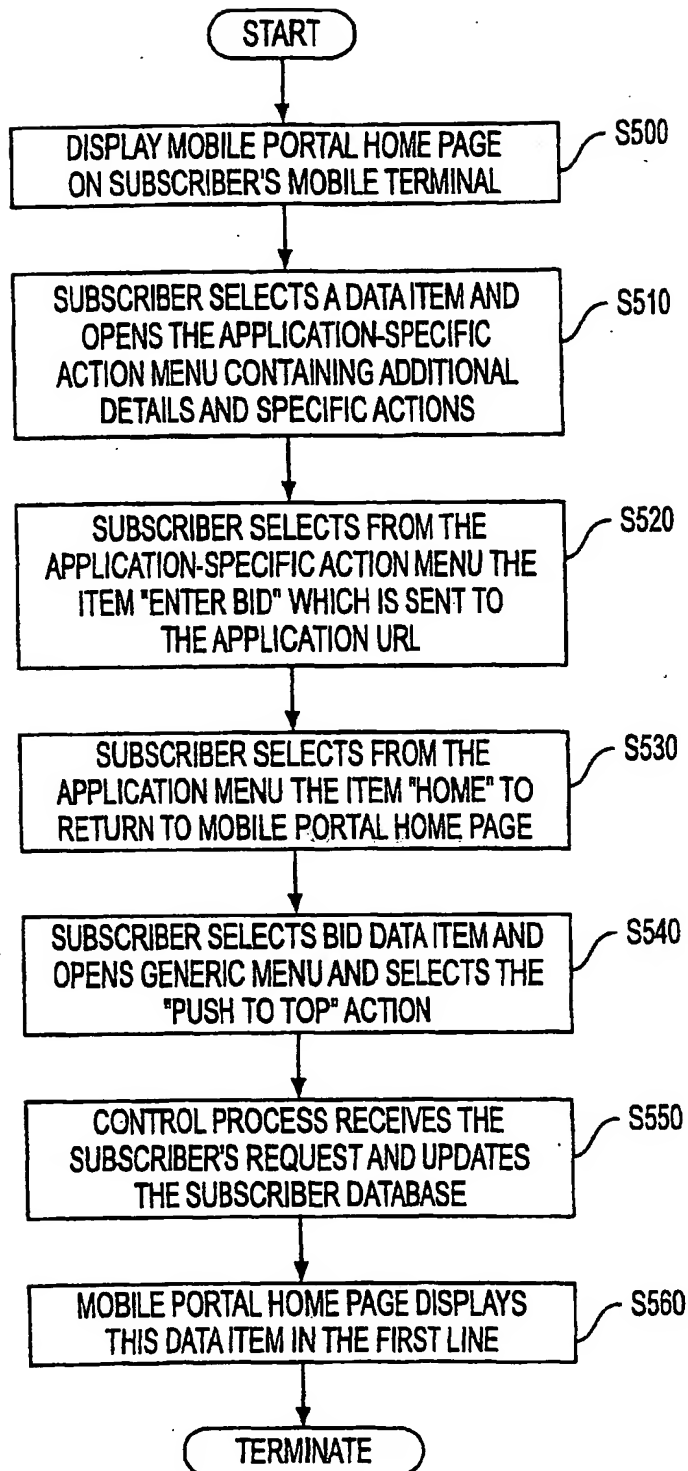 START
DISPLAY MOBILE PORTAL HOME PAGE
ON SUBSCRIBER'S MOBILE TERMINAL
S500
SUBSCRIBER SELECTS A DATA ITEM AND
OPENS THE APPLICATION-SPECIFIC
ACTION MENU CONTAINING ADDITIONAL
DETAILS AND SPECIFIC ACTIONS
S510
SUBSCRIBER SELECTS FROM THE
APPLICATION-SPECIFIC ACTION MENU THE
ITEM "ENTER BID" WHICH IS SENT TO
THE APPLICATION URL
S520
SUBSCRIBER SELECTS FROM THE
APPLICATION MENU THE ITEM "HOME" TO
RETURN TO MOBILE PORTAL HOME PAGE
S530
SUBSCRIBER SELECTS BID DATA ITEM AND
OPENS GENERIC MENU AND SELECTS THE
"PUSH TO TOP" ACTION
S540
CONTROL PROCESS RECEIVES THE
SUBSCRIBER'S REQUEST AND UPDATES
THE SUBSCRIBER DATABASE
S550
MOBILE PORTAL HOME PAGE DISPLAYS
THIS DATA ITEM IN THE FIRST LINE
S560
TERMINATE